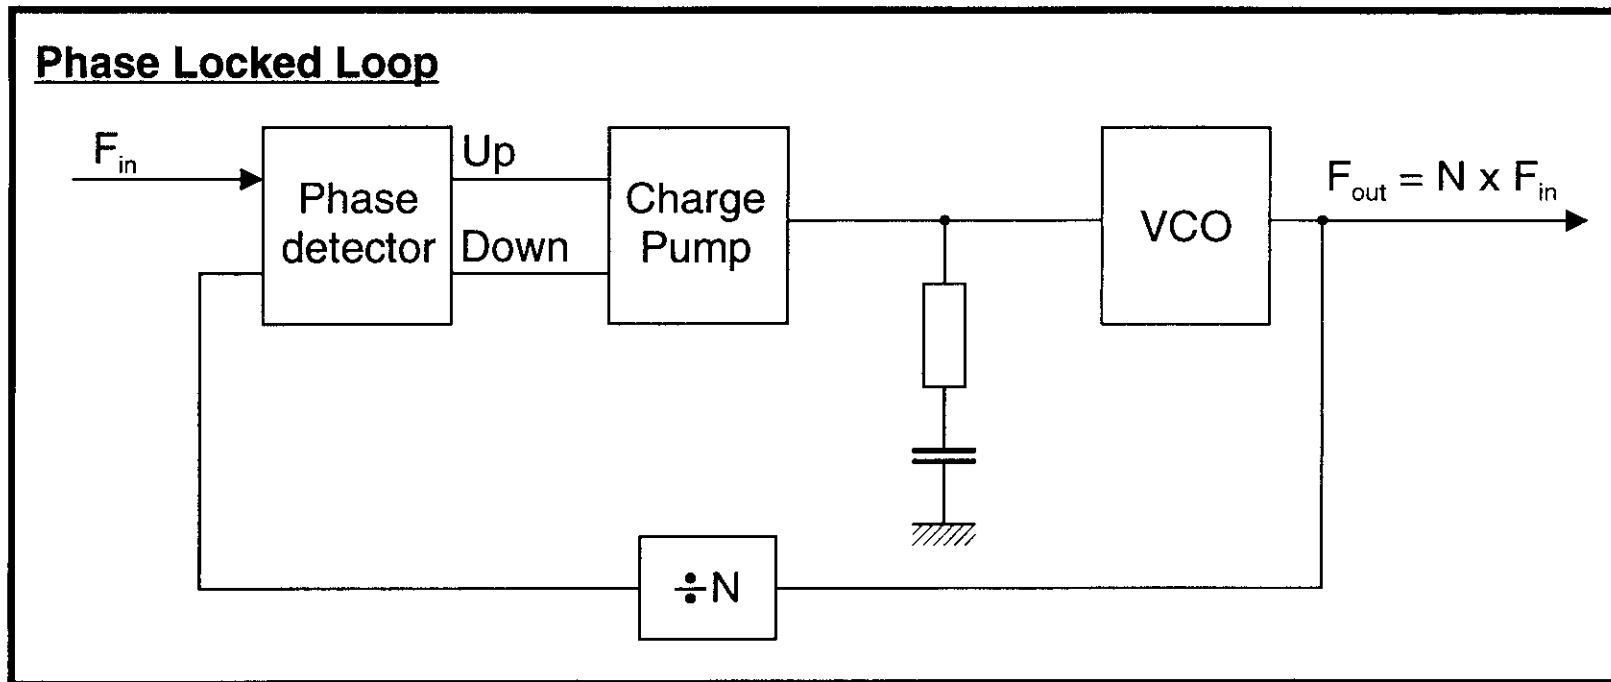 Phase Locked Loop
F_in
Phase
detector
Up
Down
Charge
Pump
VCO
F_out = N x F_in
÷N